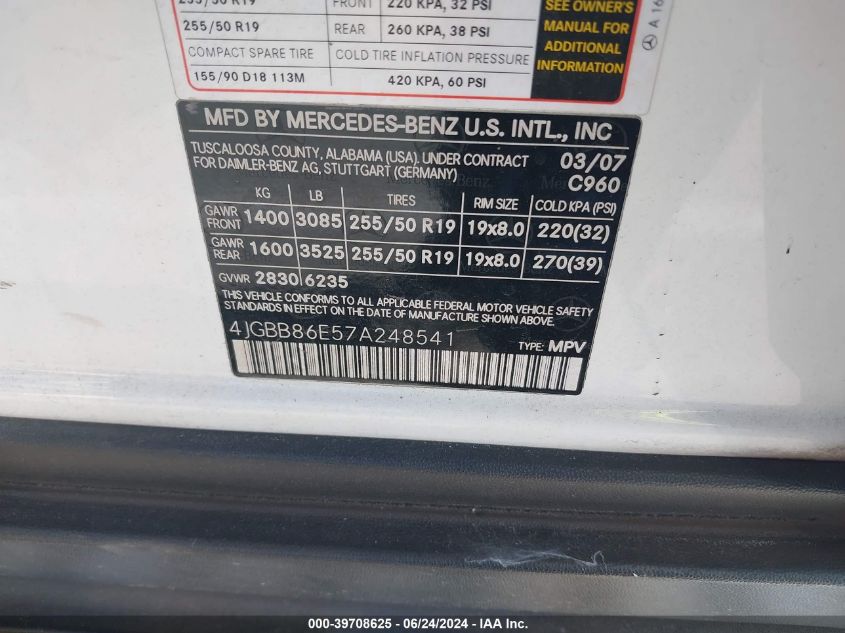 255/50 R19 FRONT 220 KPA, 32 PSI
255/50 R19 REAR 260 KPA, 38 PSI
COMPACT SPARE TIRE COLD TIRE INFLATION PRESSURE
155/90 D18 113M 420 KPA, 60 PSI
SEE OWNER'S
MANUAL FOR
ADDITIONAL
INFORMATION
A 16
MFD BY MERCEDES-BENZ U.S. INTL., INC
TUSCALOOSA COUNTY, ALABAMA (USA). UNDER CONTRACT 03/07
FOR DAIMLER-BENZ AG, STUTTGART (GERMANY) C960
KG LB TIRES RIM SIZE COLD KPA (PSI)
GAWR FRONT 1400 3085 255/50 R19 19x8.0 220(32)
GAWR REAR 1600 3525 255/50 R19 19x8.0 270(39)
GVWR 2830 6235
THIS VEHICLE CONFORMS TO ALL APPLICABLE FEDERAL MOTOR VEHICLE SAFETY
STANDARDS IN EFFECT ON THE DATE OF MANUFACTURE SHOWN ABOVE.
4JGBB86E57A248541 TYPE: MPV
000-39708625 - 06/24/2024 - IAA Inc.